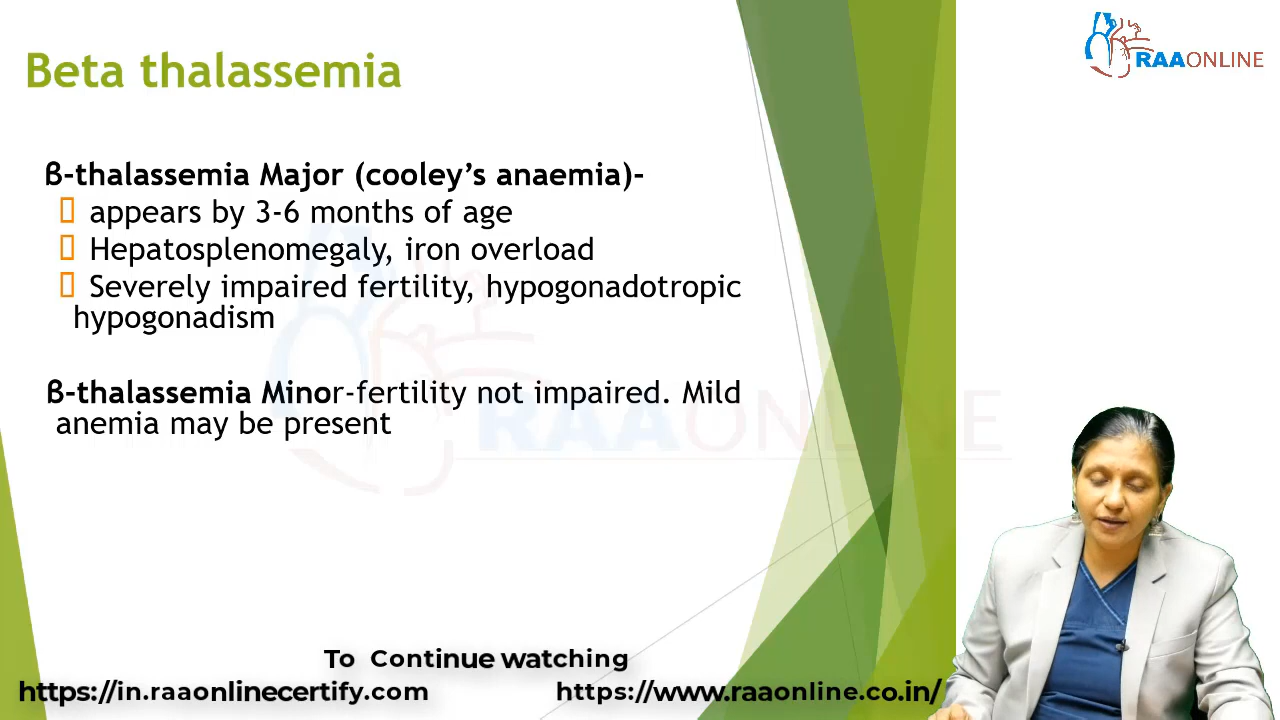 Beta thalassemia
RAAONLINE
β-thalassemia Major (cooley’s anaemia)-
appears by 3-6 months of age
Hepatosplenomegaly, iron overload
Severely impaired fertility, hypogonadotropic
hypogonadism
β-thalassemia Minor-fertility not impaired. Mild
anemia may be present
RAAONLINE
To Continue watching
https://in.raaonlinecertify.com
https://www.raaonline.co.in/